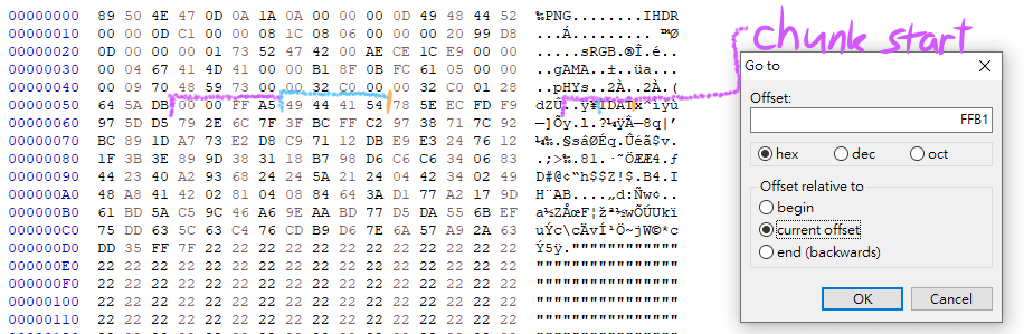 00000000 89 50 4E 47 0D 0A 1A 0A 00 00 00 0D 49 48 44 52 ‰PNG........IHDR
00000010 00 00 0D C1 00 00 08 1C 08 06 00 00 00 20 99 D8 ...Á......... ™Ø
00000020 0D 00 00 00 01 73 52 47 42 00 AE CE 1C E9 00 00 .....sRGB.®Î.é..
00000030 00 04 67 41 4D 41 00 00 B1 8F 0B FC 61 05 00 00 ..gAMA..±..üa...
00000040 00 09 70 48 59 73 00 00 32 C0 00 00 32 C0 01 28 ..pHYs..2À..2À.(
00000050 64 5A DB 00 00 FF A5 49 44 41 54 78 5E EC FD F9 dZÛ..ÿ¥IDATx^ìýù
00000060 97 5D D5 79 2E 6C 7F 3F BC FF C2 97 38 71 7C 92 —]Õy.l.?¼ÿÂ—8q|’
00000070 BC 89 1D A7 73 E2 D8 C9 71 12 DB E9 E3 24 76 12 ¼‰.§sâØÉq.Ûéã$v.
00000080 1F 3B 3E 89 9D 38 31 18 B7 98 D6 C6 C6 34 06 83 .;>‰.81.·˜ÖÆÆ4.ƒ
00000090 44 23 40 A2 93 68 24 24 5A 21 24 04 42 34 02 49 D#@¢“h$$Z!$.B4.I
000000A0 48 A8 41 42 02 81 04 08 84 64 3A D1 77 A2 17 9D H¨AB....„d:Ñw¢..
000000B0 61 BD 5A C5 9C 46 A6 9E AA BD 77 D5 DA 55 6B EF a½ZÅœF¦žª½wÕÚUkï
000000C0 75 DD 63 5C 63 C4 76 CD B9 D6 7E 6A 57 A9 2A 63 uÝc\cÄvÍ¹Ö~jW©*c
000000D0 DD 35 FF 7F 22 22 22 22 22 22 22 22 22 22 22 22 Ý5ÿ.""""""""""""
000000E0 22 22 22 22 22 22 22 22 22 22 22 22 22 22 22 22 """"""""""""""""
000000F0 22 22 22 22 22 22 22 22 22 22 22 22 22 22 22 22 """"""""""""""""
00000100 22 22 22 22 22 22 22 22 22 22 22 22 22 22 22 22 """"""""""""""""
00000110 22 22 22 22 22 22 22 22 22 22 22 22 22 22 22 22 """"""""""""""""
chunk start
Go to
Offset:
FFB1
hex dec oct
Offset relative to
begin
current offset
end (backwards)
OK Cancel